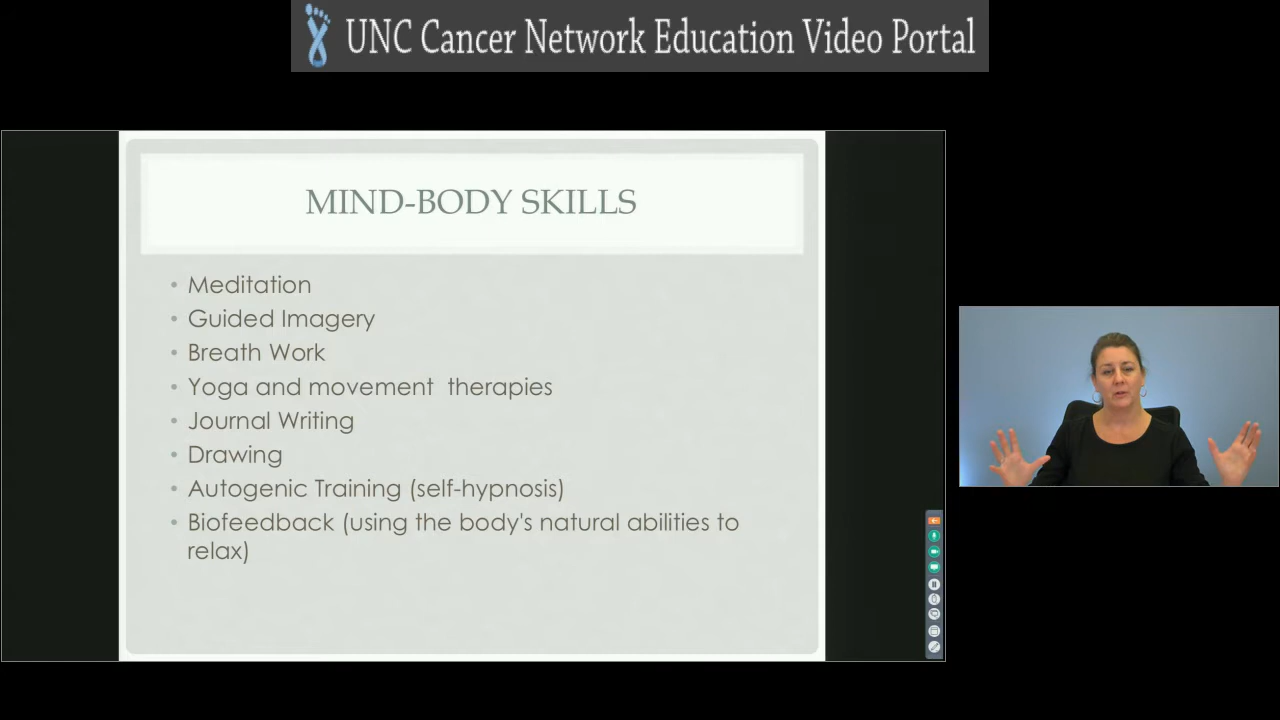 UNC Cancer Network Education Video Portal
MIND-BODY SKILLS
• Meditation
• Guided Imagery
• Breath Work
• Yoga and movement therapies
• Journal Writing
• Drawing
• Autogenic Training (self-hypnosis)
• Biofeedback (using the body's natural abilities to
relax)